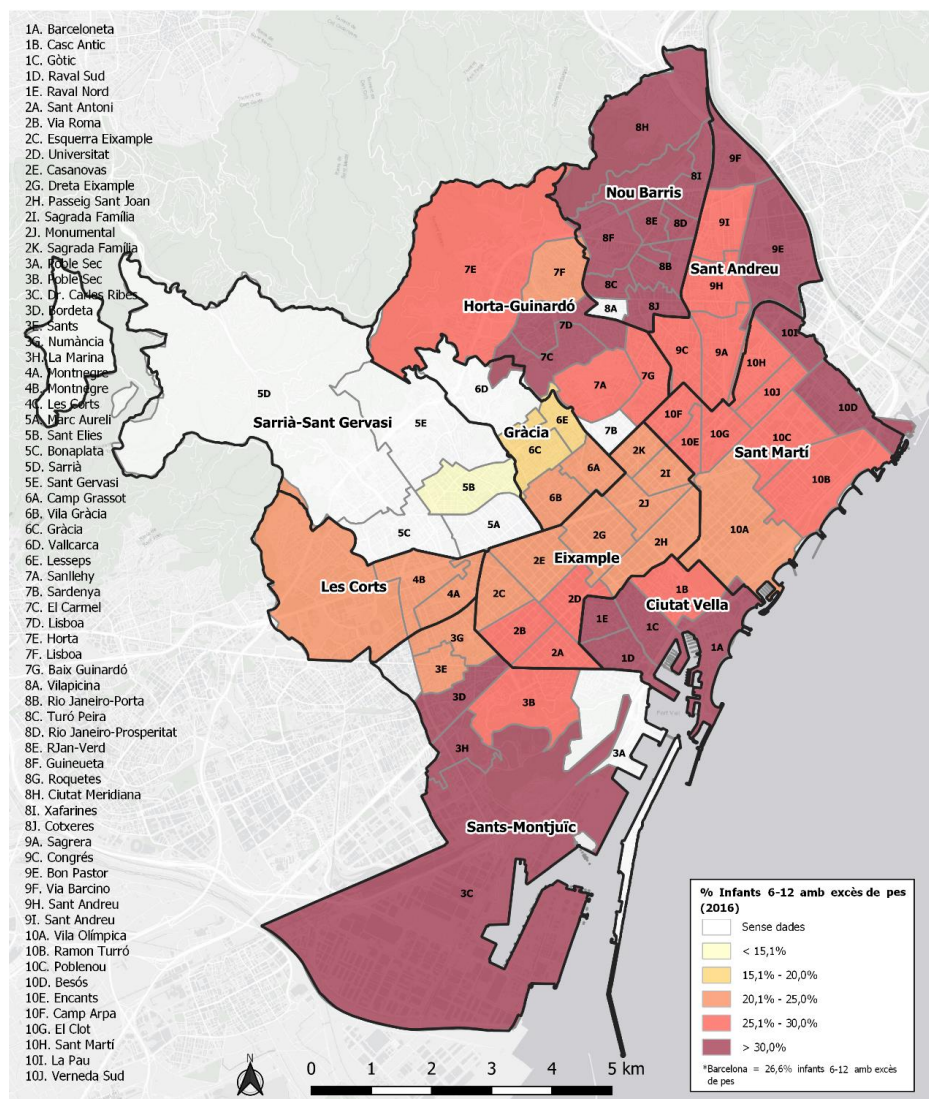 1A. Barceloneta
1B. Casc Antic
1C. Gòtic
1D. Raval Sud
1E. Raval Nord
2A. Sant Antoni
2B. Via Roma
2C. Esquerra Eixample
2D. Universitat
2E. Casanovas
2G. Dreta Eixample
2H. Passeig Sant Joan
2I. Sagrada Família
2J. Monumental
2K. Sagrada Família
3A. Poble Sec
3B. Poble Sec
3C. Dr. Carles Ribes
3D. Bordeta
3E. Sants
3G. Numància
3H. La Marina
4A. Montnegre
4B. Montnegre
4C. Les Corts
5A. Marc Aureli
5B. Sant Elies
5C. Bonaplata
5D. Sarrià
5E. Sant Gervasi
6A. Camp Grassot
6B. Vila Gràcia
6C. Gràcia
6D. Vallcarca
6E. Lesseps
7A. Sanllehy
7B. Sardenya
7C. El Carmel
7D. Lisboa
7E. Horta
7F. Lisboa
7G. Baix Guinardó
8A. Vilapicina
8B. Rio Janeiro-Porta
8C. Turó Peira
8D. Rio Janeiro-Prosperitat
8E. RJan-Verd
8F. Guineueta
8G. Roquetes
8H. Ciutat Meridiana
8I. Xafarines
8J. Cotxeres
9A. Sagrera
9C. Congrés
9E. Bon Pastor
9F. Via Barcino
9H. Sant Andreu
9I. Sant Andreu
10A. Vila Olímpica
10B. Ramon Turró
10C. Poblenou
10D. Besós
10E. Encants
10F. Camp Arpa
10G. El Clot
10H. Sant Martí
10I. La Pau
10J. Verneda Sud
8H
9F
8I
Nou Barris
8E
8D
9I
8F
9E
7E
7F
8B
Sant Andreu
8C
9H
Horta-Guinardó
8A
8J
7D
10I
7C
9C
9A
10H
6D
7A
7G
10J
5D
10D
Sarrià-Sant Gervasi
5E
6E
10F
Gràcia
7B
10G
10C
6C
2K
10E
Sant Martí
6A
2I
10B
5B
6B
2J
5A
10A
5C
2G
2H
2E
Eixample
4B
Les Corts
4A
2C
2D
1B
Ciutat Vella
1E
1C
2B
3G
1A
2A
1D
3E
3D
3B
3H
3A
Sants-Montjuïc
3C
% Infants 6-12 amb excès de pes
(2016)
Sense dades
< 15,1%
15,1% - 20,0%
20,1% - 25,0%
25,1% - 30,0%
> 30,0%
*Barcelona = 26,6% infants 6-12 amb excès
de pes
N
0 1 2 3 4 5 km